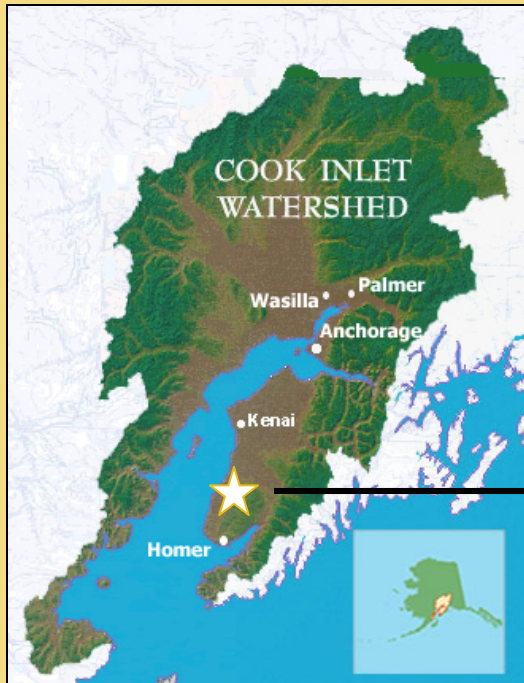 COOK INLET
WATERSHED
Wasilla
Palmer
Anchorage
Kenai
Homer